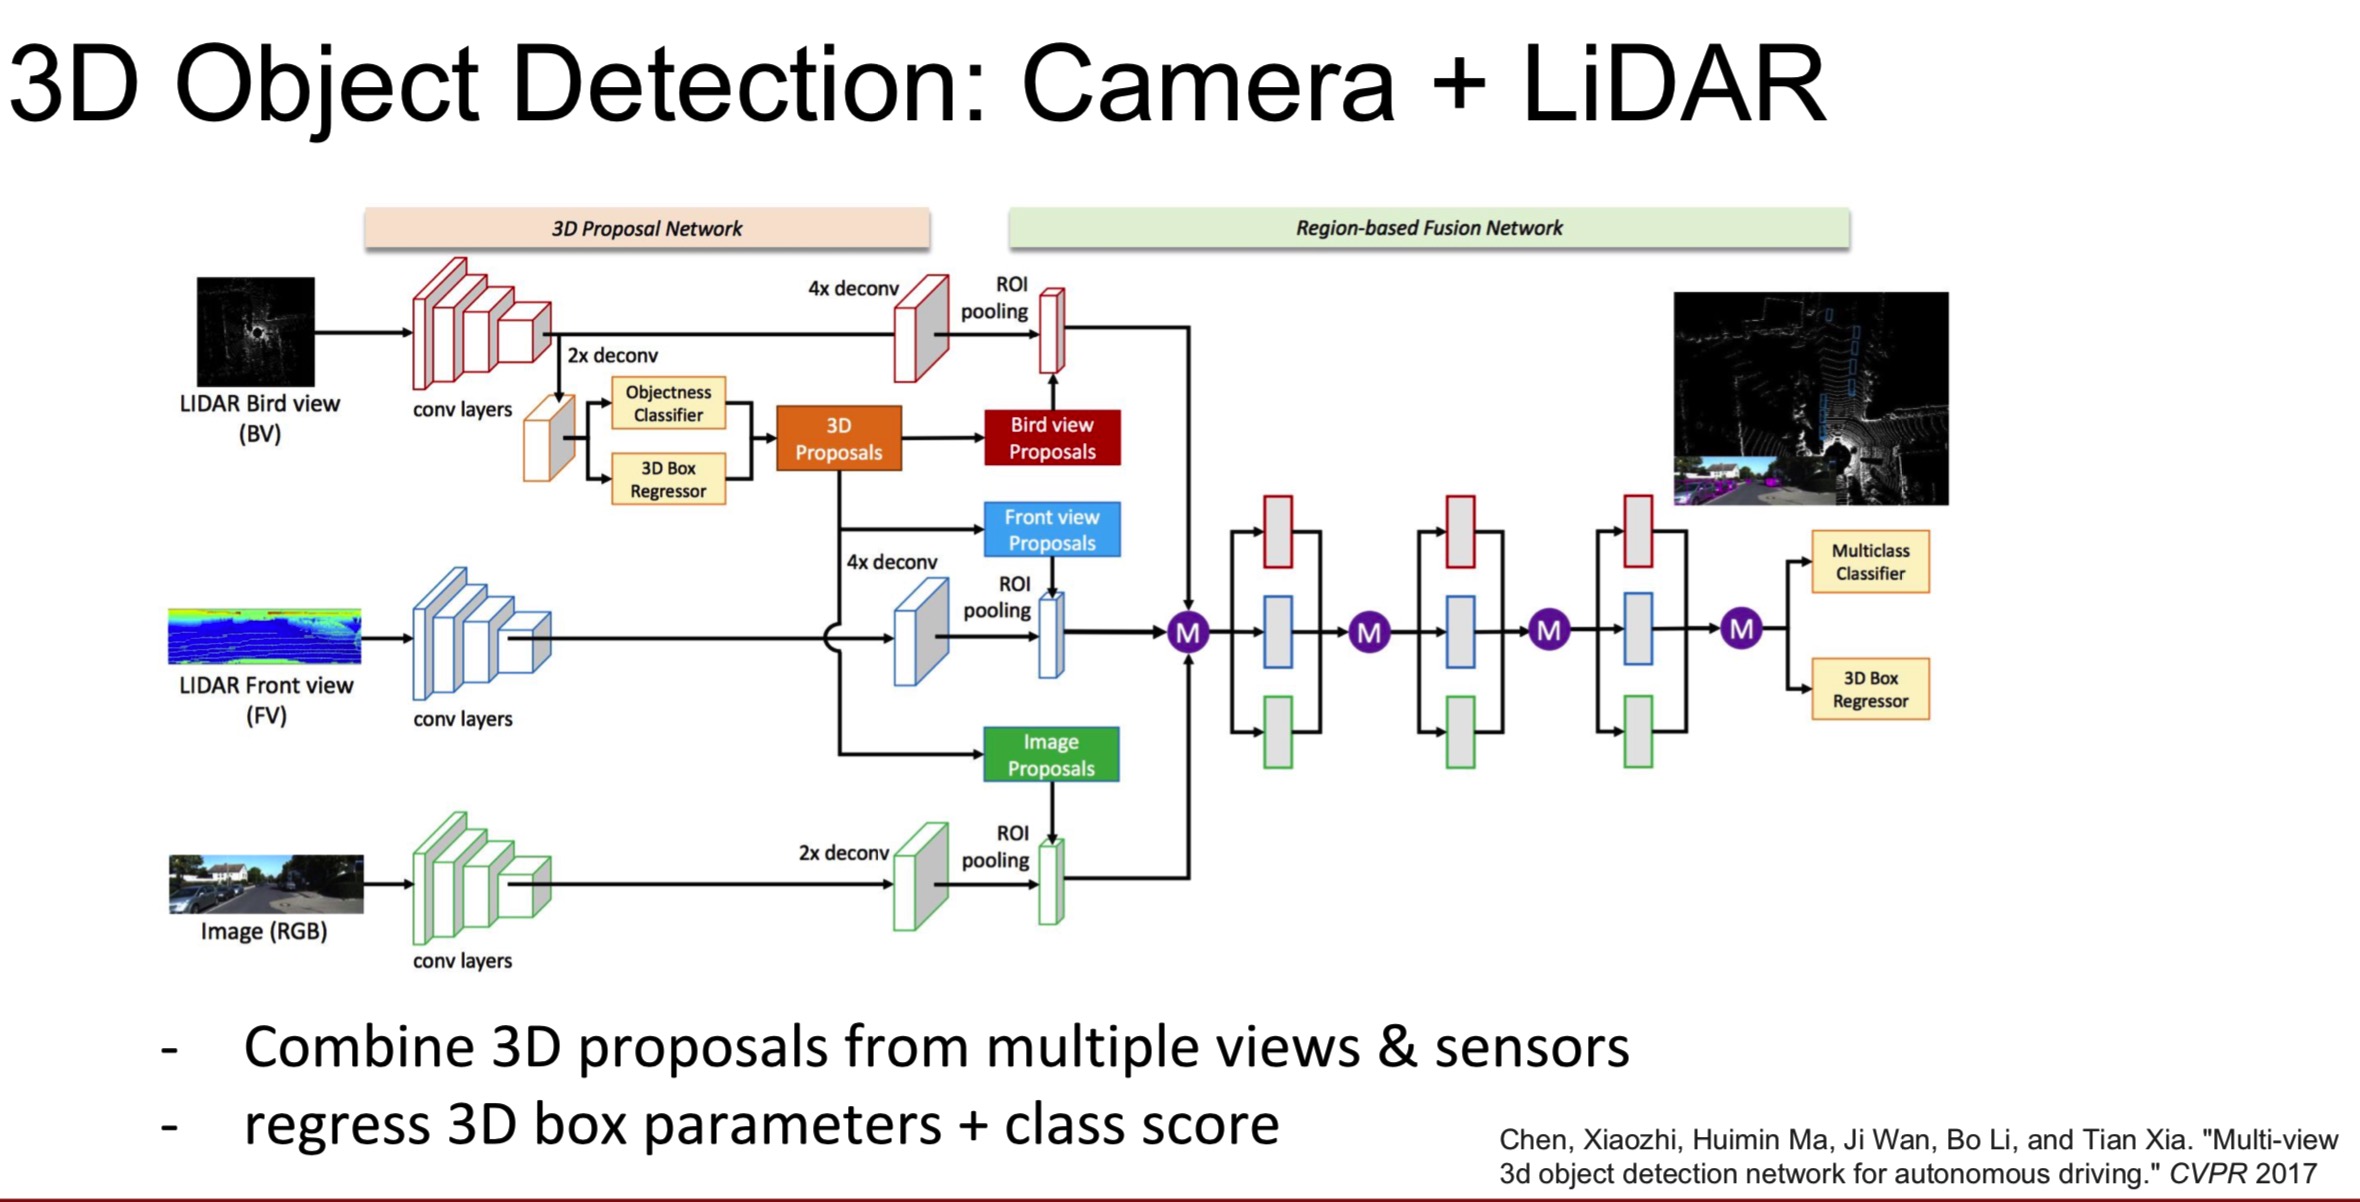 3D Object Detection: Camera + LiDAR
3D Proposal Network
Region-based Fusion Network
LIDAR Bird view
(BV)
conv layers
2x deconv
Objectness
Classifier
3D Box
Regressor
3D
Proposals
4x deconv
ROI
pooling
Bird view
Proposals
Front view
Proposals
LIDAR Front view
(FV)
conv layers
4x deconv
ROI
pooling
Image
Proposals
Image (RGB)
conv layers
2x deconv
ROI
pooling
M
M
M
M
Multiclass
Classifier
3D Box
Regressor
- Combine 3D proposals from multiple views & sensors
- regress 3D box parameters + class score
Chen, Xiaozhi, Huimin Ma, Ji Wan, Bo Li, and Tian Xia. "Multi-view
3d object detection network for autonomous driving." CVPR 2017